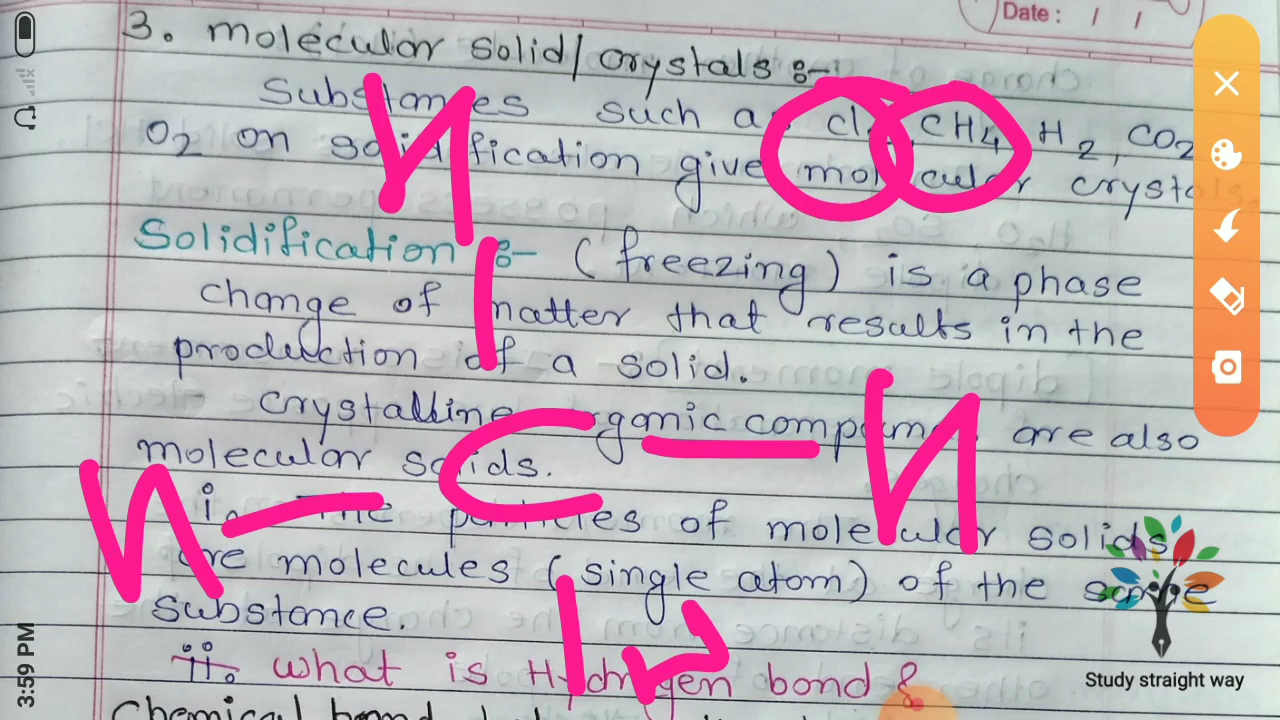 Date : / /
3. Molecular Solid/crystals :-
Substances such as cl2, CH4 H2, CO2
O2 on solidification give molecular crystals.
Solidification :- (freezing) is a phase
change of matter that results in the
production of a solid.
crystalline organic compounds are also
molecular solids.
i. The particles of molecular solids
are molecules (single atom) of the same
substance.
ii. what is Hydrogen bond ?
Chemical bond
N
H
N - C - N
H
Study straight way
3:59 PM